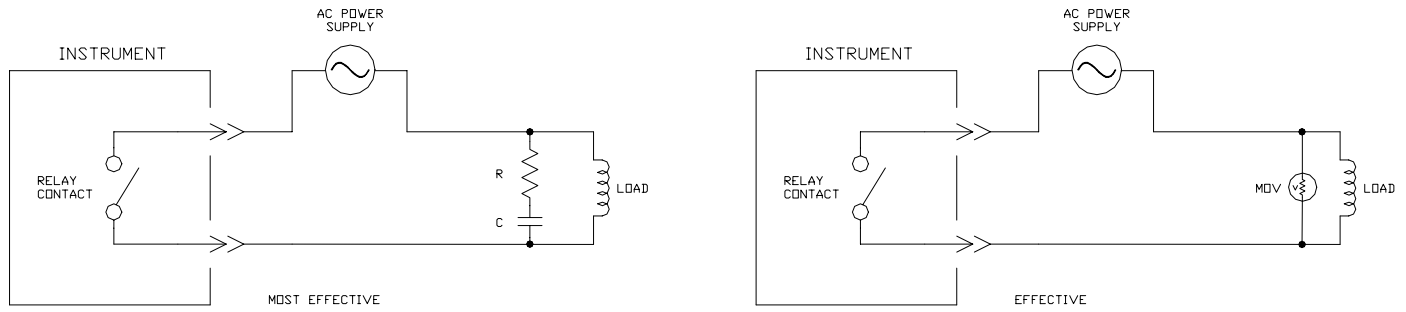 AC POWER
SUPPLY
INSTRUMENT
RELAY
CONTACT
R
C
LOAD
MOST EFFECTIVE
AC POWER
SUPPLY
INSTRUMENT
RELAY
CONTACT
MOV
V
LOAD
EFFECTIVE